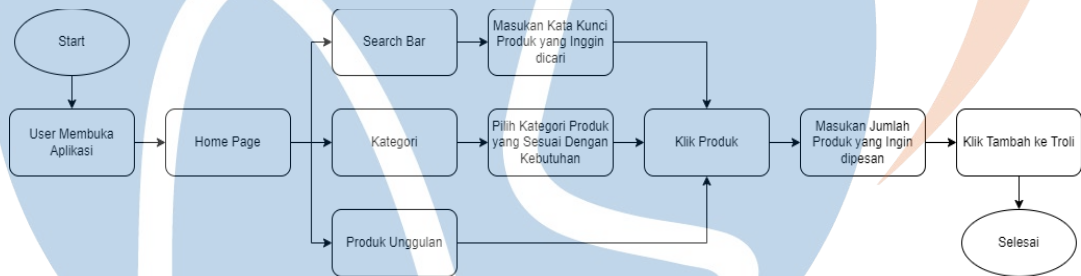 Start
User Membuka
Aplikasi
Home Page
Search Bar
Masukan Kata Kunci
Produk yang Inggin
dicari
Kategori
Pilih Kategori Produk
yang Sesuai Dengan
Kebutuhan
Produk Unggulan
Klik Produk
Masukan Jumlah
Produk yang Ingin
dipesan
Klik Tambah ke Troli
Selesai